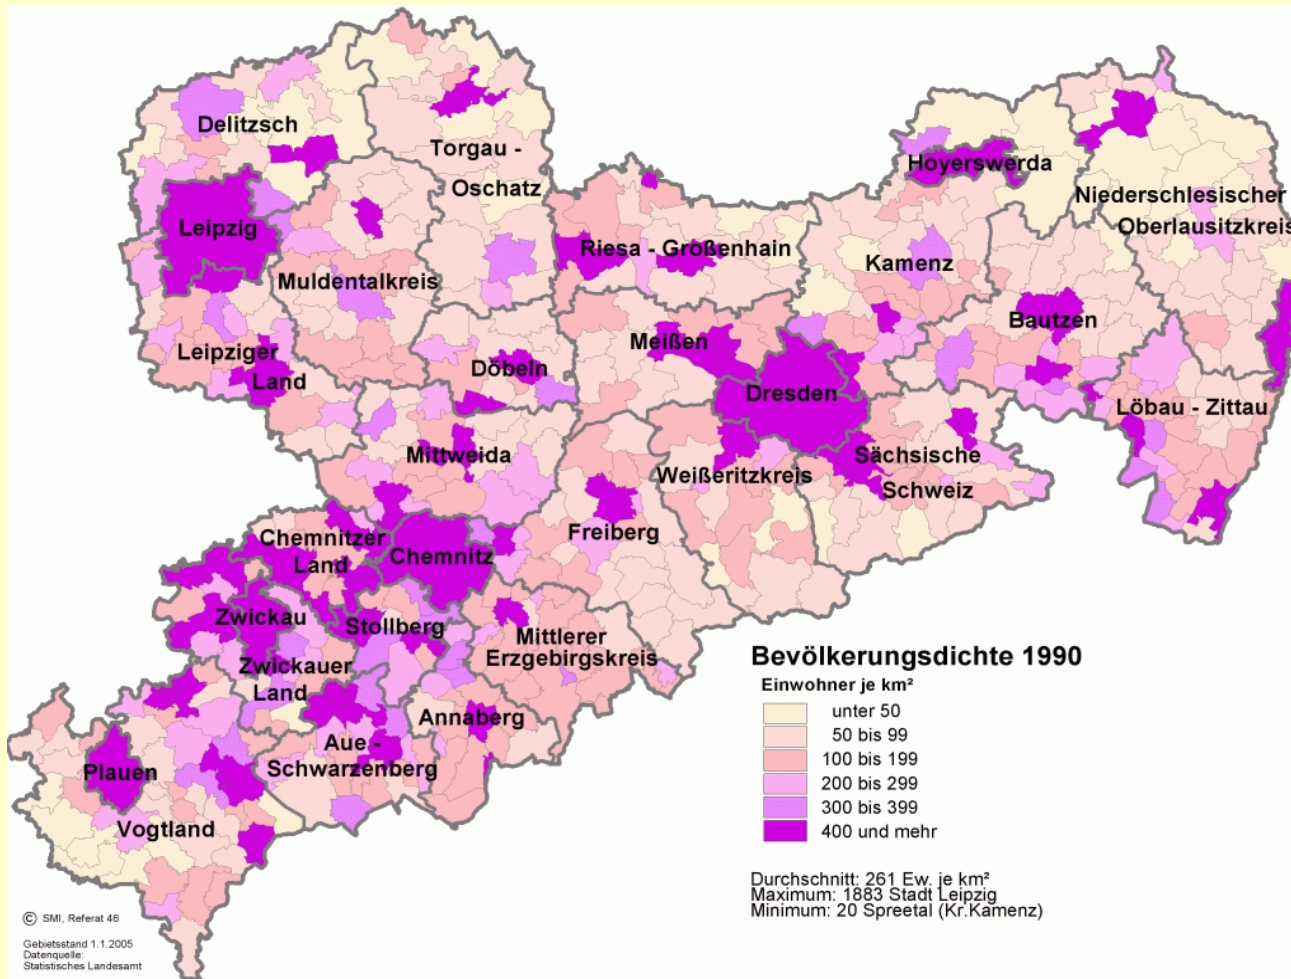 Delitzsch
Torgau -
Oschatz
Hoyerswerda
Niederschlesischer
Oberlausitzkreis
Leipzig
Riesa - Großenhain
Kamenz
Muldentalkreis
Bautzen
Meißen
Leipziger
Land
Döbeln
Dresden
Löbau - Zittau
Mittweida
Sächsische
Schweiz
Weißeritzkreis
Freiberg
Chemnitzer
Land
Chemnitz
Zwickau
Stollberg
Mittlerer
Erzgebirgskreis
Zwickauer
Land
Annaberg
Aue -
Schwarzenberg
Plauen
Vogtland
Bevölkerungsdichte 1990
Einwohner je km²
unter 50
50 bis 99
100 bis 199
200 bis 299
300 bis 399
400 und mehr
Durchschnitt: 261 Ew. je km²
Maximum: 1883 Stadt Leipzig
Minimum: 20 Spreetal (Kr.Kamenz)
© SMI, Referat 46
Gebietsstand 1.1.2005
Datenquelle:
Statistisches Landesamt